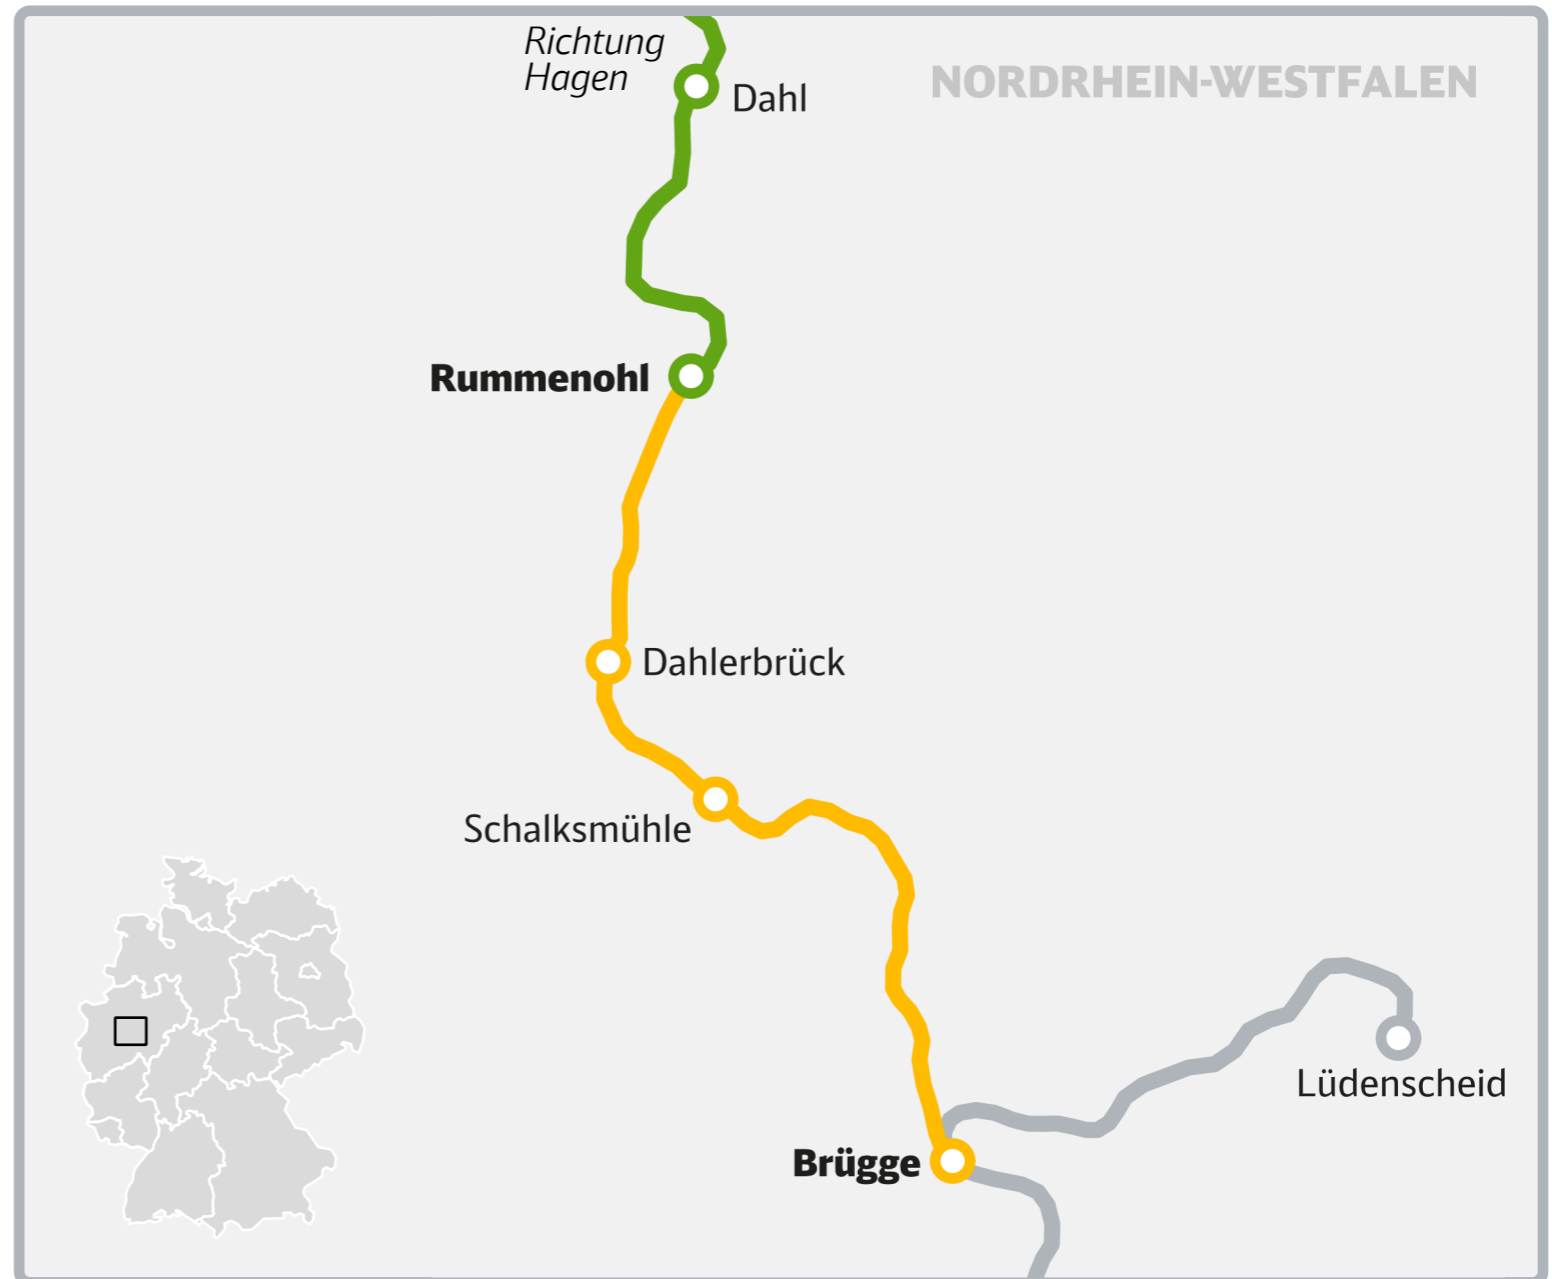 Richtung
Hagen
Dahl
NORDRHEIN-WESTFALEN
Rummenohl
Dahlerbrück
Schalksmühle
Lüdenscheid
Brügge